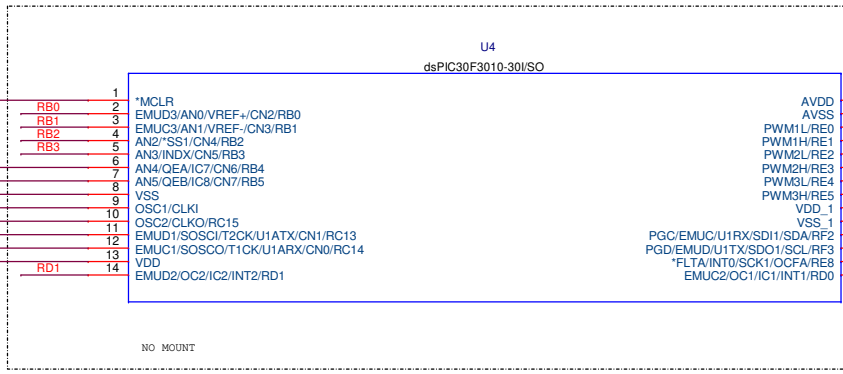 U4
dsPIC30F3010-30I/SO
1 *MCLR AVDD
RB0 2 EMUD3/AN0/VREF+/CN2/RB0 AVSS
RB1 3 EMUC3/AN1/VREF-/CN3/RB1 PWM1L/RE0
RB2 4 AN2/*SS1/CN4/RB2 PWM1H/RE1
RB3 5 AN3/INDX/CN5/RB3 PWM2L/RE2
6 AN4/QEA/IC7/CN6/RB4 PWM2H/RE3
7 AN5/QEB/IC8/CN7/RB5 PWM3L/RE4
8 VSS PWM3H/RE5
9 OSC1/CLKI VDD_1
10 OSC2/CLKO/RC15 VSS_1
11 EMUD1/SOSCI/T2CK/U1ATX/CN1/RC13 PGC/EMUC/U1RX/SDI1/SDA/RF2
12 EMUC1/SOSCO/T1CK/U1ARX/CN0/RC14 PGD/EMUD/U1TX/SDO1/SCL/RF3
13 VDD *FLTA/INT0/SCK1/OCFA/RE8
RD1 14 EMUD2/OC2/IC2/INT2/RD1 EMUC2/OC1/IC1/INT1/RD0
NO MOUNT